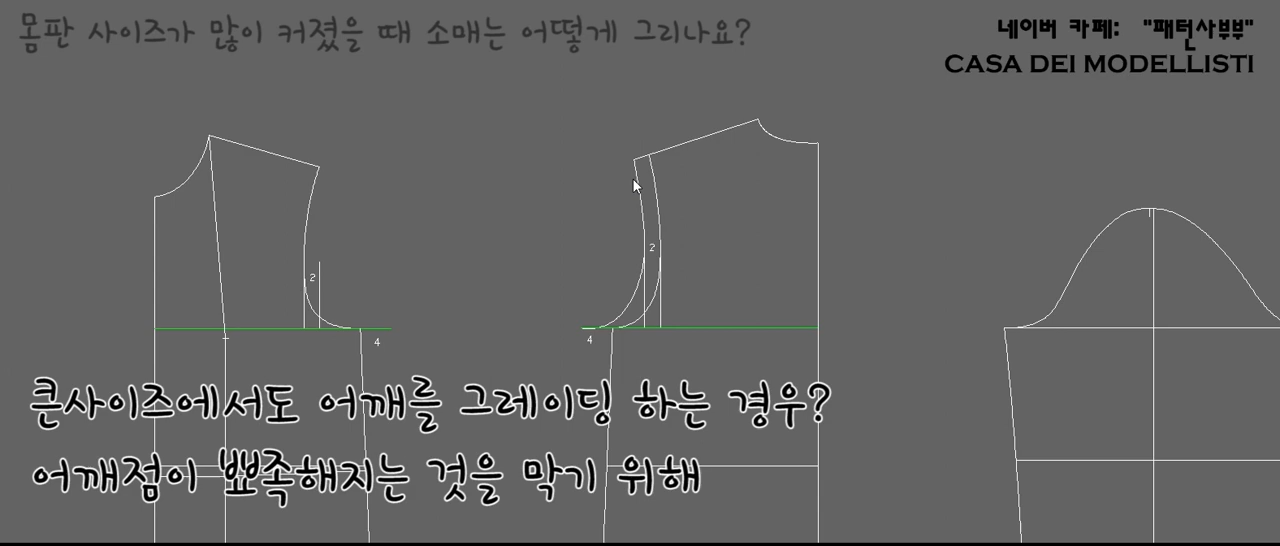 몸판 사이즈가 많이 커졌을 때 소매는 어떻게 그리나요?
네이버 카페: "패턴사부부"
CASA DEI MODELLISTI
2
2
4
4
큰사이즈에서도 어깨를 그레이딩 하는 경우?
어깨점이 뾰족해지는 것을 막기 위해